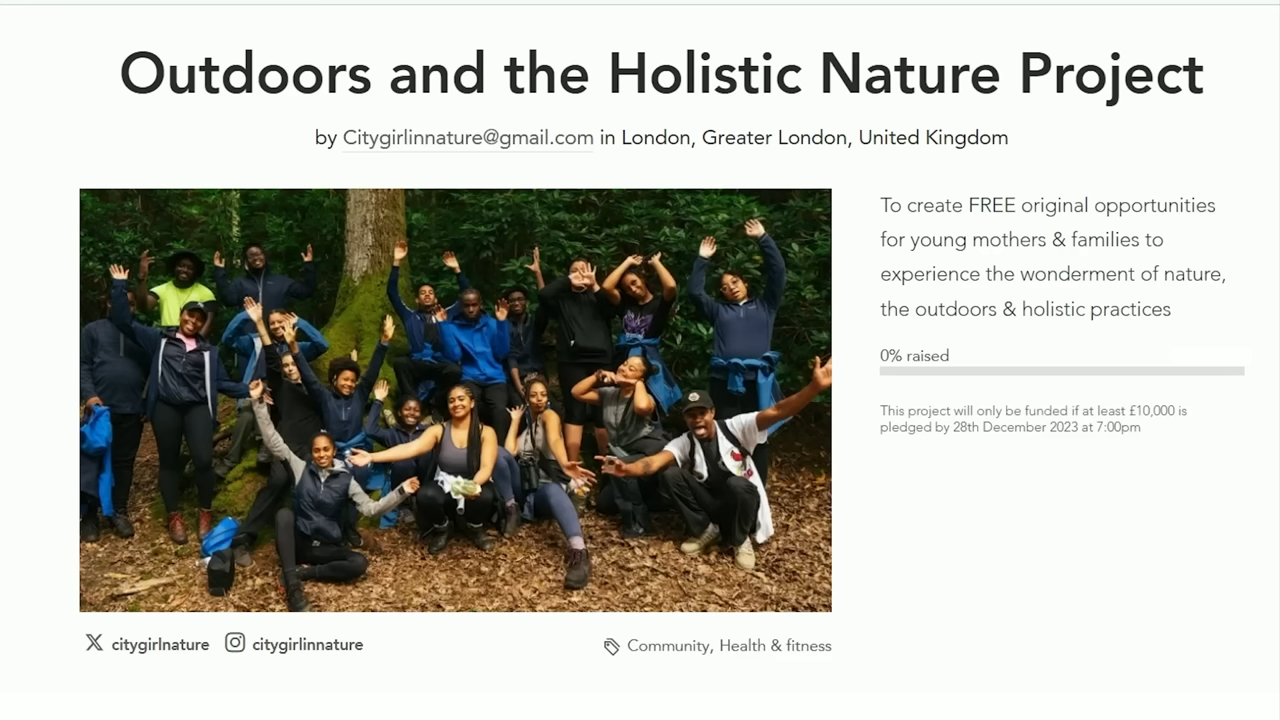 Outdoors and the Holistic Nature Project
by Citygirlinnature@gmail.com in London, Greater London, United Kingdom
To create FREE original opportunities
for young mothers & families to
experience the wonderment of nature,
the outdoors & holistic practices
0% raised
This project will only be funded if at least £10,000 is
pledged by 28th December 2023 at 7:00pm
citygirlnature citygirlinnature
Community, Health & fitness